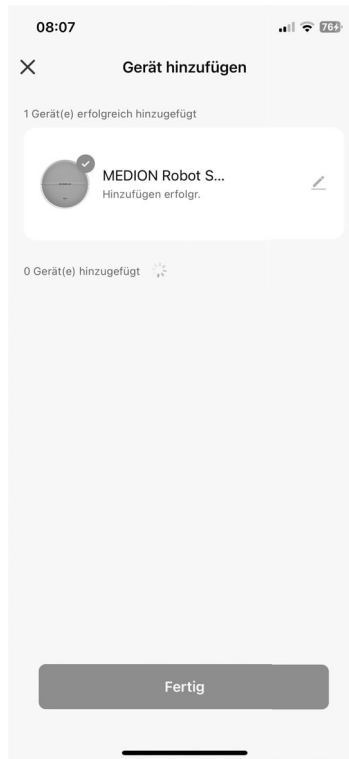 08:07
76
Gerät hinzufügen
1 Gerät(e) erfolgreich hinzugefügt
MEDION Robot S...
Hinzufügen erfolgr.
0 Gerät(e) hinzugefügt
Fertig